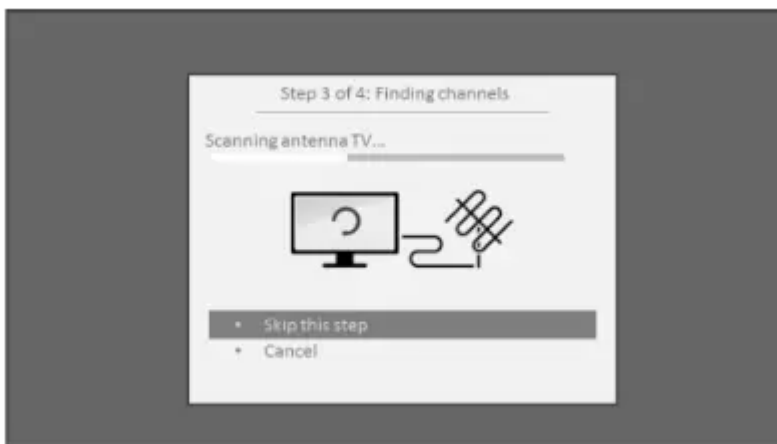 Step 3 of 4: Finding channels
Scanning antenna TV...
• Skip this step
• Cancel